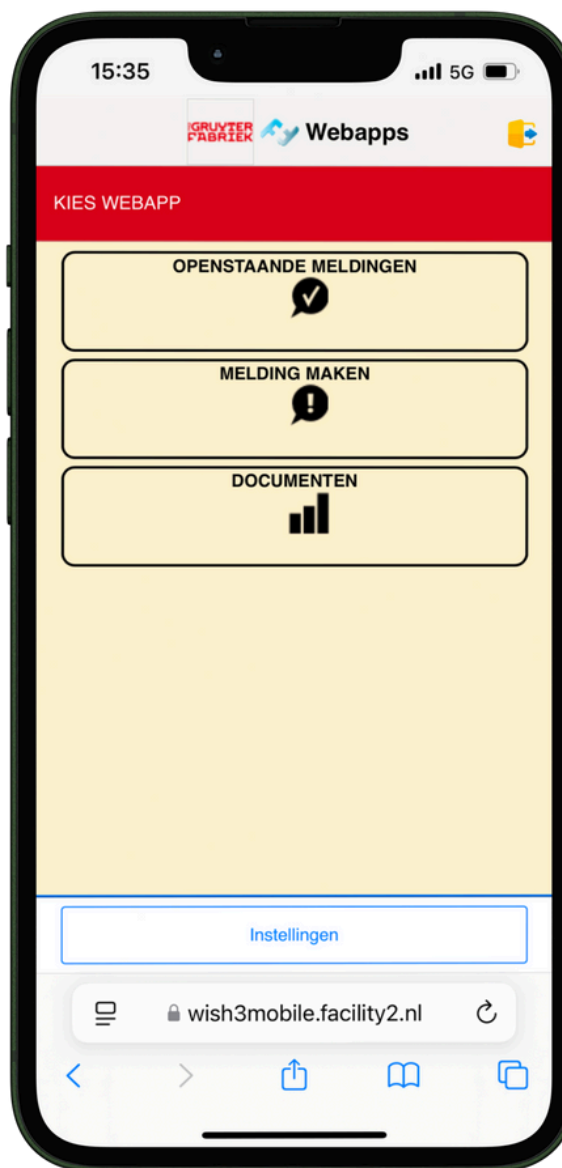 15:35
5G
GRUYTER
FABRIEK
Webapps
KIES WEBAPP
OPENSTAANDE MELDINGEN
MELDING MAKEN
DOCUMENTEN
Instellingen
wish3mobile.facility2.nl